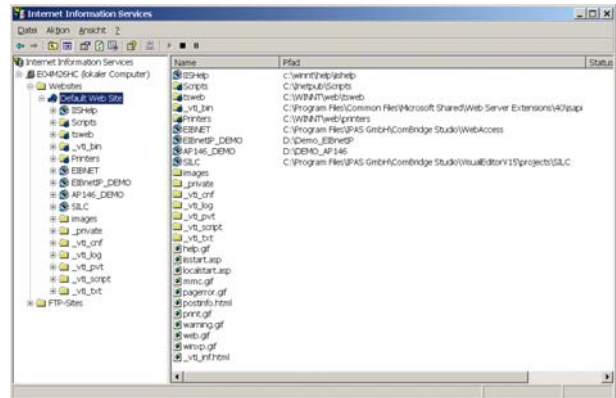 Internet Information Services
Datei Aktion Ansicht ?
Internet Information Services
E04M26HC (lokaler Computer)
Websites
Default Web Site
IISHelp
Scripts
tsweb
_vti_bin
Printers
EIBNET
EIBnetIP_DEMO
AP146_DEMO
SILC
images
_private
_vti_cnf
_vti_log
_vti_pvt
_vti_script
_vti_txt
FTP-Sites
Name Pfad Status
IISHelp c:\winnt\help\iishelp
Scripts C:\Inetpub\Scripts
tsweb C:\WINNT\web\tsweb
_vti_bin C:\Program Files\Common Files\Microsoft Shared\Web Server Extensions\40\isapi
Printers C:\WINNT\web\printers
EIBNET C:\Program Files\IPAS GmbH\ComBridge Studio\WebAccess
EIBnetIP_DEMO D:\Demo_EIBnetIP
AP146_DEMO D:\DEMO_AP146
SILC C:\Program Files\IPAS GmbH\ComBridge Studio\VisualEditorV15\projects\SILC
images
_private
_vti_cnf
_vti_log
_vti_pvt
_vti_script
_vti_txt
help.gif
iisstart.asp
localstart.asp
mmc.gif
pagerror.gif
postinfo.html
print.gif
warning.gif
web.gif
winxp.gif
_vti_inf.html